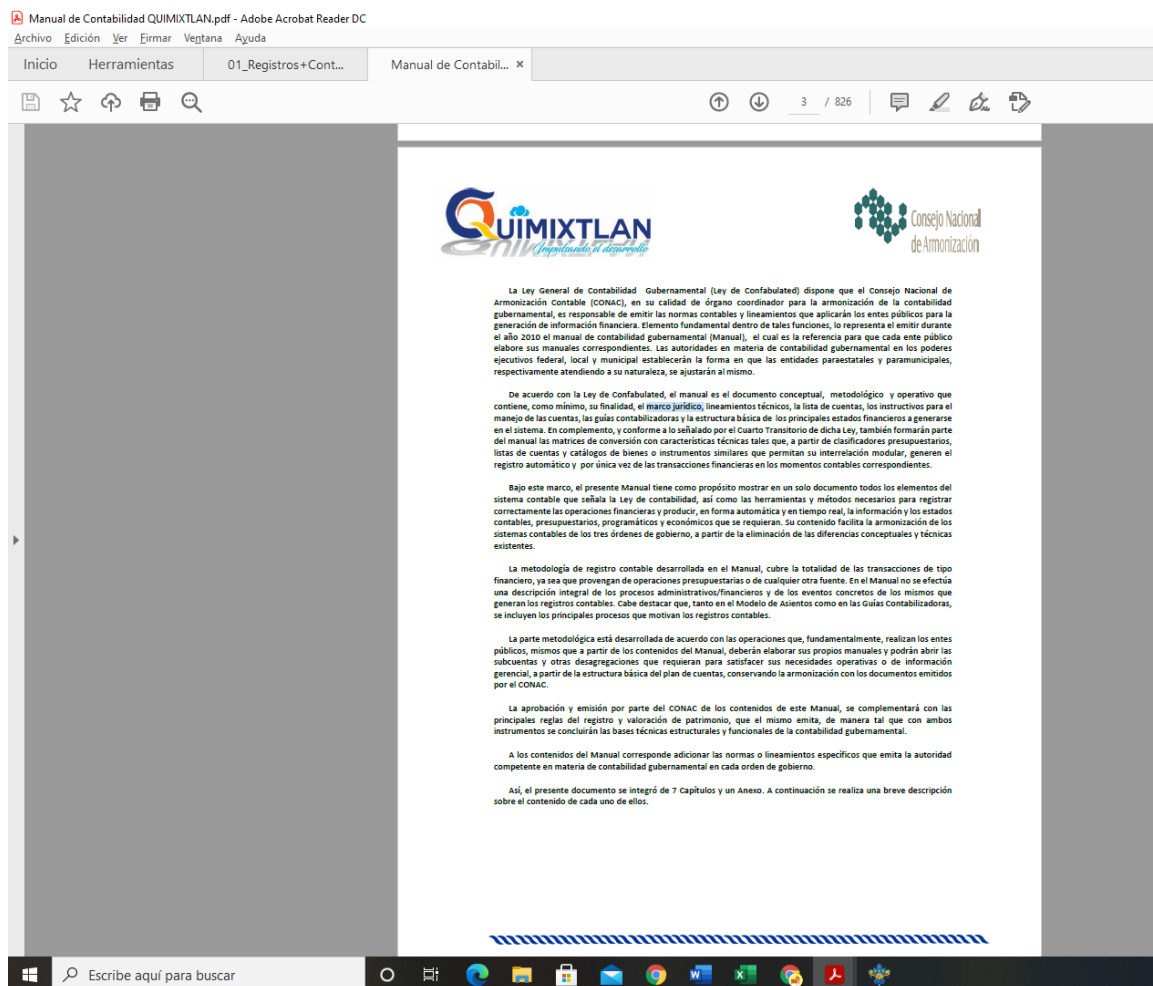 Manual de Contabilidad QUIMIXTLAN.pdf - Adobe Acrobat Reader DC
Archivo Edición Ver Firmar Ventana Ayuda
Inicio Herramientas 01_Registros+Cont... Manual de Contabil... ×
3 / 826
QUIMIXTLAN
Impulsando el desarrollo
Consejo Nacional
de Armonización
La Ley General de Contabilidad Gubernamental (Ley de Confabulated) dispone que el Consejo Nacional de
Armonización Contable (CONAC), en su calidad de órgano coordinador para la armonización de la contabilidad
gubernamental, es responsable de emitir las normas contables y lineamientos que aplicarán los entes públicos para la
generación de información financiera. Elemento fundamental dentro de tales funciones, lo representa el emitir durante
el año 2010 el manual de contabilidad gubernamental (Manual), el cual es la referencia para que cada ente público
elabore sus manuales correspondientes. Las autoridades en materia de contabilidad gubernamental en los poderes
ejecutivos federal, local y municipal establecerán la forma en que las entidades paraestatales y paramunicipales,
respectivamente atendiendo a su naturaleza, se ajustarán al mismo.
De acuerdo con la Ley de Confabulated, el manual es el documento conceptual, metodológico y operativo que
contiene, como mínimo, su finalidad, el marco jurídico, lineamientos técnicos, la lista de cuentas, los instructivos para el
manejo de las cuentas, las guías contabilizadoras y la estructura básica de los principales estados financieros a generarse
en el sistema. En complemento, y conforme a lo señalado por el Cuarto Transitorio de dicha Ley, también formarán parte
del manual las matrices de conversión con características técnicas tales que, a partir de clasificadores presupuestarios,
listas de cuentas y catálogos de bienes o instrumentos similares que permitan su interrelación modular, generen el
registro automático y por única vez de las transacciones financieras en los momentos contables correspondientes.
Bajo este marco, el presente Manual tiene como propósito mostrar en un solo documento todos los elementos del
sistema contable que señala la Ley de contabilidad, así como las herramientas y métodos necesarios para registrar
correctamente las operaciones financieras y producir, en forma automática y en tiempo real, la información y los estados
contables, presupuestarios, programáticos y económicos que se requieran. Su contenido facilita la armonización de los
sistemas contables de los tres órdenes de gobierno, a partir de la eliminación de las diferencias conceptuales y técnicas
existentes.
La metodología de registro contable desarrollada en el Manual, cubre la totalidad de las transacciones de tipo
financiero, ya sea que provengan de operaciones presupuestarias o de cualquier otra fuente. En el Manual no se efectúa
una descripción integral de los procesos administrativos/financieros y de los eventos concretos de los mismos que
generan los registros contables. Cabe destacar que, tanto en el Modelo de Asientos como en las Guías Contabilizadoras,
se incluyen los principales procesos que motivan los registros contables.
La parte metodológica está desarrollada de acuerdo con las operaciones que, fundamentalmente, realizan los entes
públicos, mismos que a partir de los contenidos del Manual, deberán elaborar sus propios manuales y podrán abrir las
subcuentas y otras desagregaciones que requieran para satisfacer sus necesidades operativas o de información
gerencial, a partir de la estructura básica del plan de cuentas, conservando la armonización con los documentos emitidos
por el CONAC.
La aprobación y emisión por parte del CONAC de los contenidos de este Manual, se complementará con las
principales reglas del registro y valoración de patrimonio, que el mismo emita, de manera tal que con ambos
instrumentos se concluirán las bases técnicas estructurales y funcionales de la contabilidad gubernamental.
A los contenidos del Manual corresponde adicionar las normas o lineamientos específicos que emita la autoridad
competente en materia de contabilidad gubernamental en cada orden de gobierno.
Así, el presente documento se integró de 7 Capítulos y un Anexo. A continuación se realiza una breve descripción
sobre el contenido de cada uno de ellos.
Escribe aquí para buscar